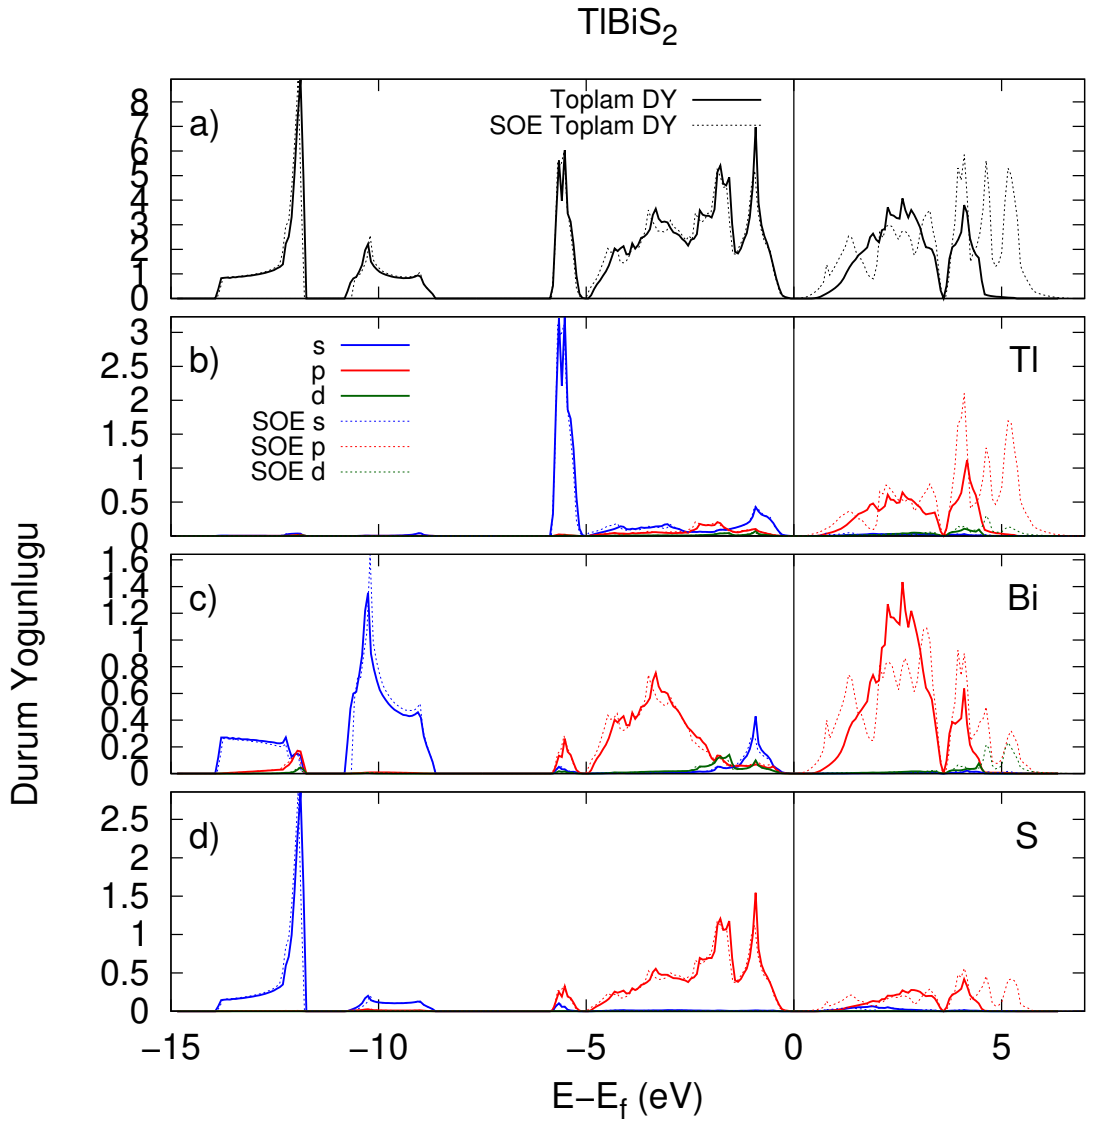 TlBiS2
a)
Toplam DY
SOE Toplam DY
8
7
6
5
4
3
2
1
0
b)
s
p
d
SOE s
SOE p
SOE d
Tl
3
2.5
2
1.5
1
0.5
0
c)
Bi
1.6
1.4
1.2
1
0.8
0.6
0.4
0.2
0
d)
S
2.5
2
1.5
1
0.5
0
Durum Yogunlugu
−15 −10 −5 0 5
E−Ef (eV)